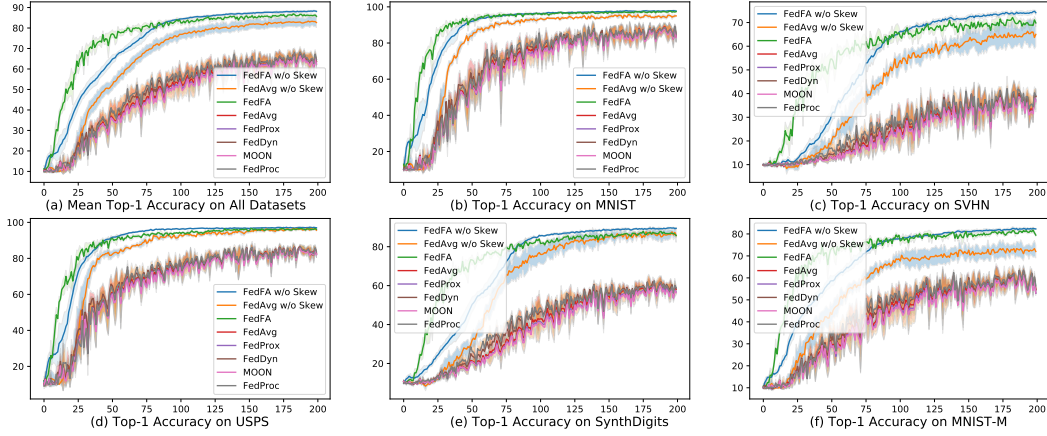 90
80
70
60
50
40
30
20
10
0 25 50 75 100 125 150 175 200
FedFA w/o Skew
FedAvg w/o Skew
FedFA
FedAvg
FedProx
FedDyn
MOON
FedProc
(a) Mean Top-1 Accuracy on All Datasets
100
80
60
40
20
0 25 50 75 100 125 150 175 200
FedFA w/o Skew
FedAvg w/o Skew
FedFA
FedAvg
FedProx
FedDyn
MOON
FedProc
(b) Top-1 Accuracy on MNIST
70
60
50
40
30
20
10
0 25 50 75 100 125 150 175 200
FedFA w/o Skew
FedAvg w/o Skew
FedFA
FedAvg
FedProx
FedDyn
MOON
FedProc
(c) Top-1 Accuracy on SVHN
100
80
60
40
20
0 25 50 75 100 125 150 175 200
FedFA w/o Skew
FedAvg w/o Skew
FedFA
FedAvg
FedProx
FedDyn
MOON
FedProc
(d) Top-1 Accuracy on USPS
80
60
40
20
0 25 50 75 100 125 150 175 200
FedFA w/o Skew
FedAvg w/o Skew
FedFA
FedAvg
FedProx
FedDyn
MOON
FedProc
(e) Top-1 Accuracy on SynthDigits
80
70
60
50
40
30
20
10
0 25 50 75 100 125 150 175 200
FedFA w/o Skew
FedAvg w/o Skew
FedFA
FedAvg
FedProx
FedDyn
MOON
FedProc
(f) Top-1 Accuracy on MNIST-M